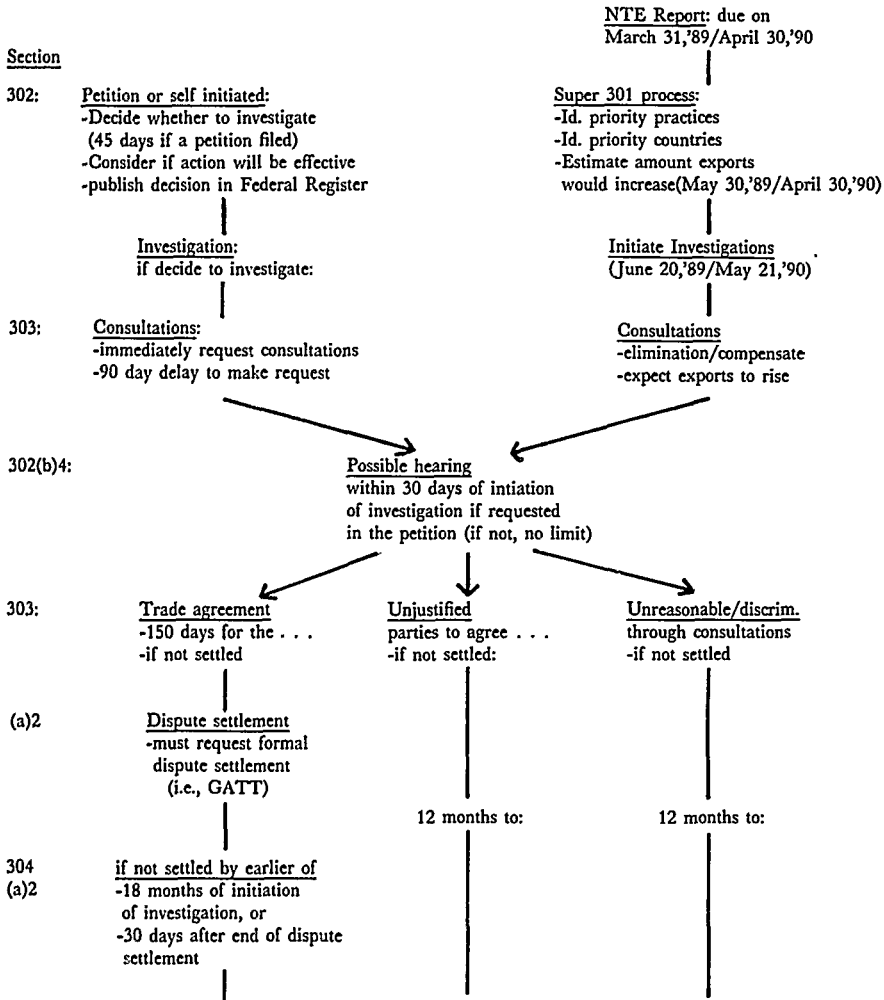 NTE Report: due on
March 31,'89/April 30,'90
Section
302:
Petition or self initiated:
-Decide whether to investigate
(45 days if a petition filed)
-Consider if action will be effective
-publish decision in Federal Register
Super 301 process:
-Id. priority practices
-Id. priority countries
-Estimate amount exports
would increase(May 30,'89/April 30,'90)
Investigation:
if decide to investigate:
Initiate Investigations
(June 20,'89/May 21,'90)
303:
Consultations:
-immediately request consultations
-90 day delay to make request
Consultations
-elimination/compensate
-expect exports to rise
302(b)4:
Possible hearing
within 30 days of intiation
of investigation if requested
in the petition (if not, no limit)
303:
Trade agreement
-150 days for the . . .
-if not settled
Unjustified
parties to agree . . .
-if not settled:
Unreasonable/discrim.
through consultations
-if not settled
(a)2
Dispute settlement
-must request formal
dispute settlement
(i.e., GATT)
12 months to:
12 months to:
304
(a)2
if not settled by earlier of
-18 months of initiation
of investigation, or
-30 days after end of dispute
settlement